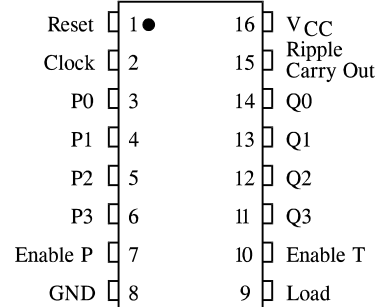 Reset 1 16 VCC
Clock 2 15 Ripple
Carry Out
P0 3 14 Q0
P1 4 13 Q1
P2 5 12 Q2
P3 6 11 Q3
Enable P 7 10 Enable T
GND 8 9 Load